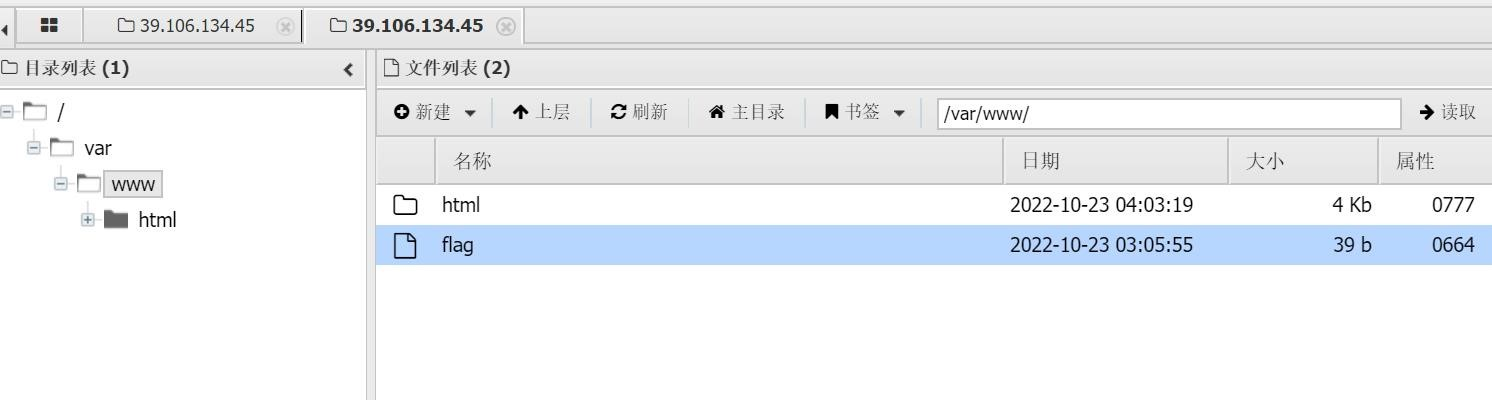 39.106.134.45 39.106.134.45
目录列表 (1) 文件列表 (2)
新建 上层 刷新 主目录 书签 /var/www/ 读取
/
var
www
html
名称 日期 大小 属性
html 2022-10-23 04:03:19 4 Kb 0777
flag 2022-10-23 03:05:55 39 b 0664